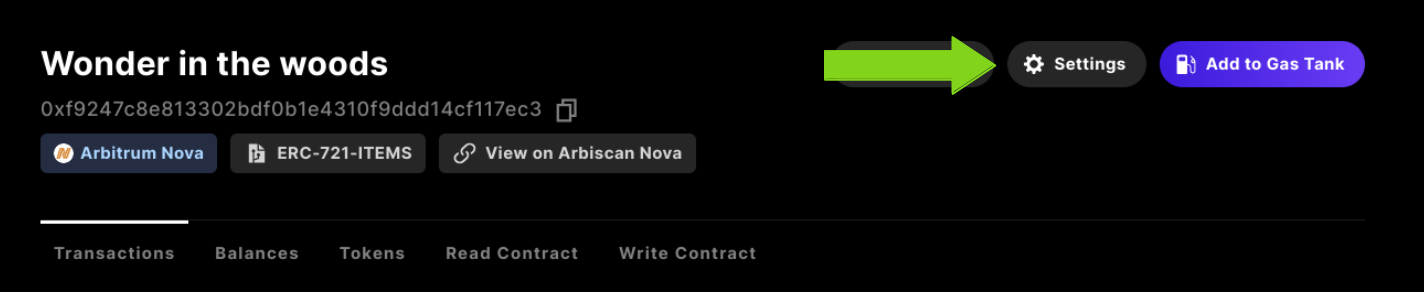 Wonder in the woods
Settings
Add to Gas Tank
0xf9247c8e813302bdf0b1e4310f9ddd14cf117ec3
Arbitrum Nova
ERC-721-ITEMS
View on Arbiscan Nova
Transactions
Balances
Tokens
Read Contract
Write Contract